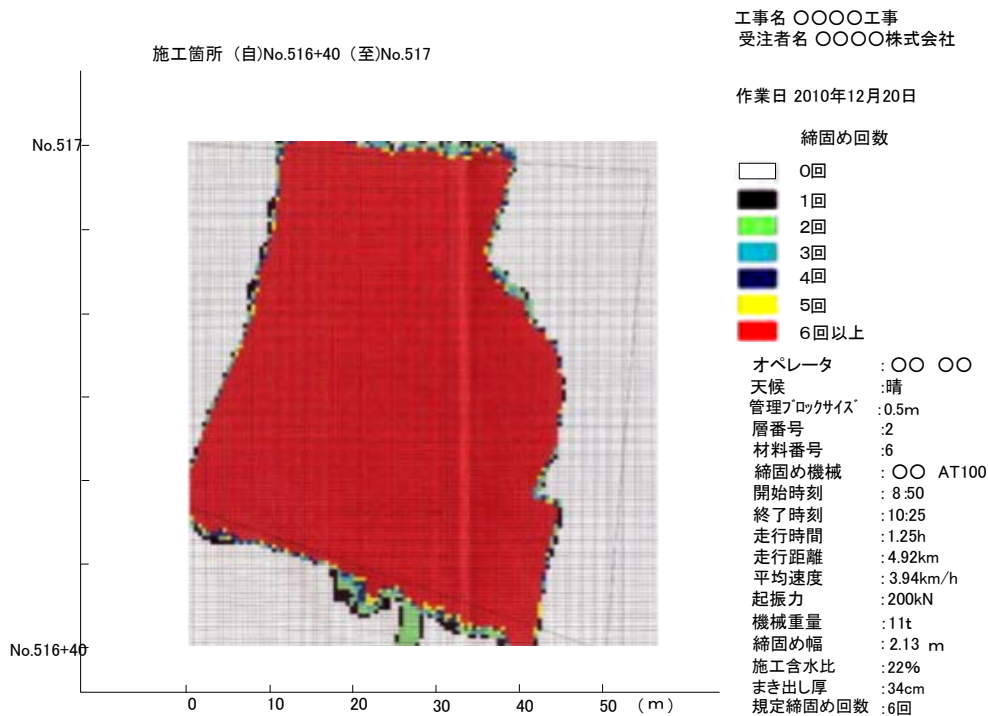 工事名 〇〇〇〇工事
受注者名 〇〇〇〇株式会社
施工箇所 (自)No.516+40 (至)No.517
作業日 2010年12月20日
締固め回数
0回
1回
2回
3回
4回
5回
6回以上
No.517
No.516+40
0 10 20 30 40 50 (m)
オペレータ :〇〇 〇〇
天候 :晴
管理ブロックサイズ :0.5m
層番号 :2
材料番号 :6
締固め機械 :〇〇 AT100
開始時刻 :8:50
終了時刻 :10:25
走行時間 :1.25h
走行距離 :4.92km
平均速度 :3.94km/h
起振力 :200kN
機械重量 :11t
締固め幅 :2.13 m
施工含水比 :22%
まき出し厚 :34cm
規定締固め回数 :6回